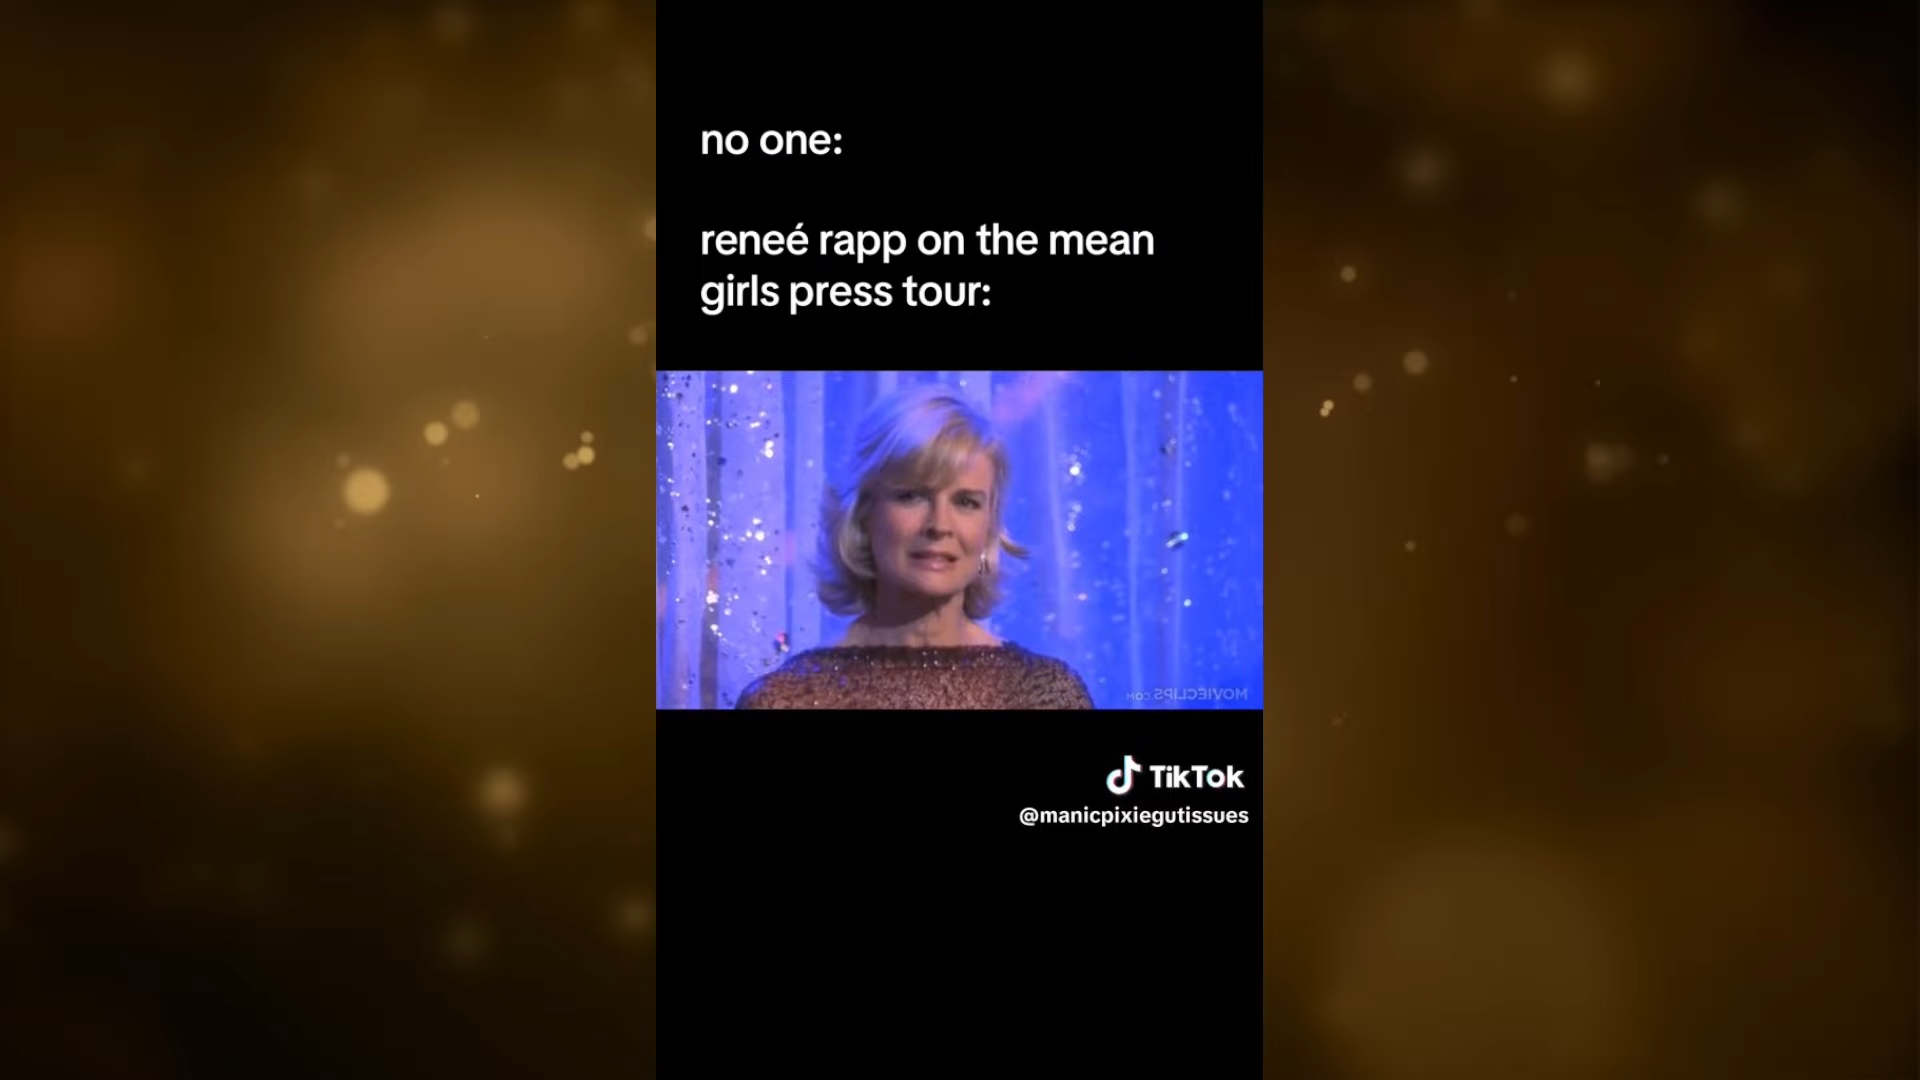 no one:
reneé rapp on the mean
girls press tour:
MOVIECLIPS.COM
TikTok
@manicpixiegutissues